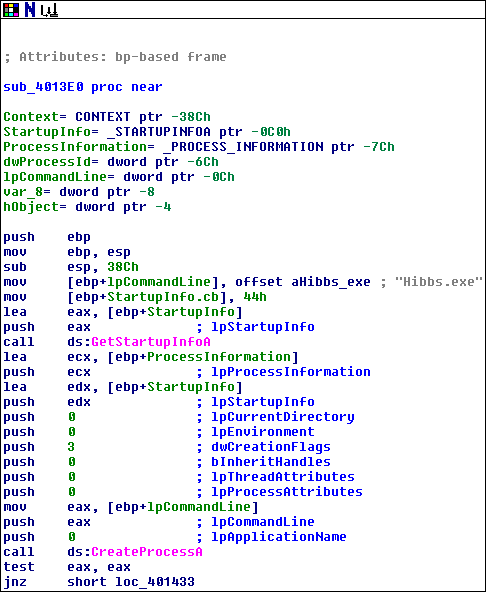 ; Attributes: bp-based frame
sub_4013E0 proc near
Context= CONTEXT ptr -38Ch
StartupInfo= _STARTUPINFOA ptr -0C0h
ProcessInformation= _PROCESS_INFORMATION ptr -7Ch
dwProcessId= dword ptr -6Ch
lpCommandLine= dword ptr -0Ch
var_8= dword ptr -8
hObject= dword ptr -4
push ebp
mov ebp, esp
sub esp, 38Ch
mov [ebp+lpCommandLine], offset aHibbs_exe ; "Hibbs.exe"
mov [ebp+StartupInfo.cb], 44h
lea eax, [ebp+StartupInfo]
push eax ; lpStartupInfo
call ds:GetStartupInfoA
lea ecx, [ebp+ProcessInformation]
push ecx ; lpProcessInformation
lea edx, [ebp+StartupInfo]
push edx ; lpStartupInfo
push 0 ; lpCurrentDirectory
push 0 ; lpEnvironment
push 3 ; dwCreationFlags
push 0 ; bInheritHandles
push 0 ; lpThreadAttributes
push 0 ; lpProcessAttributes
mov eax, [ebp+lpCommandLine]
push eax ; lpCommandLine
push 0 ; lpApplicationName
call ds:CreateProcessA
test eax, eax
jnz short loc_401433